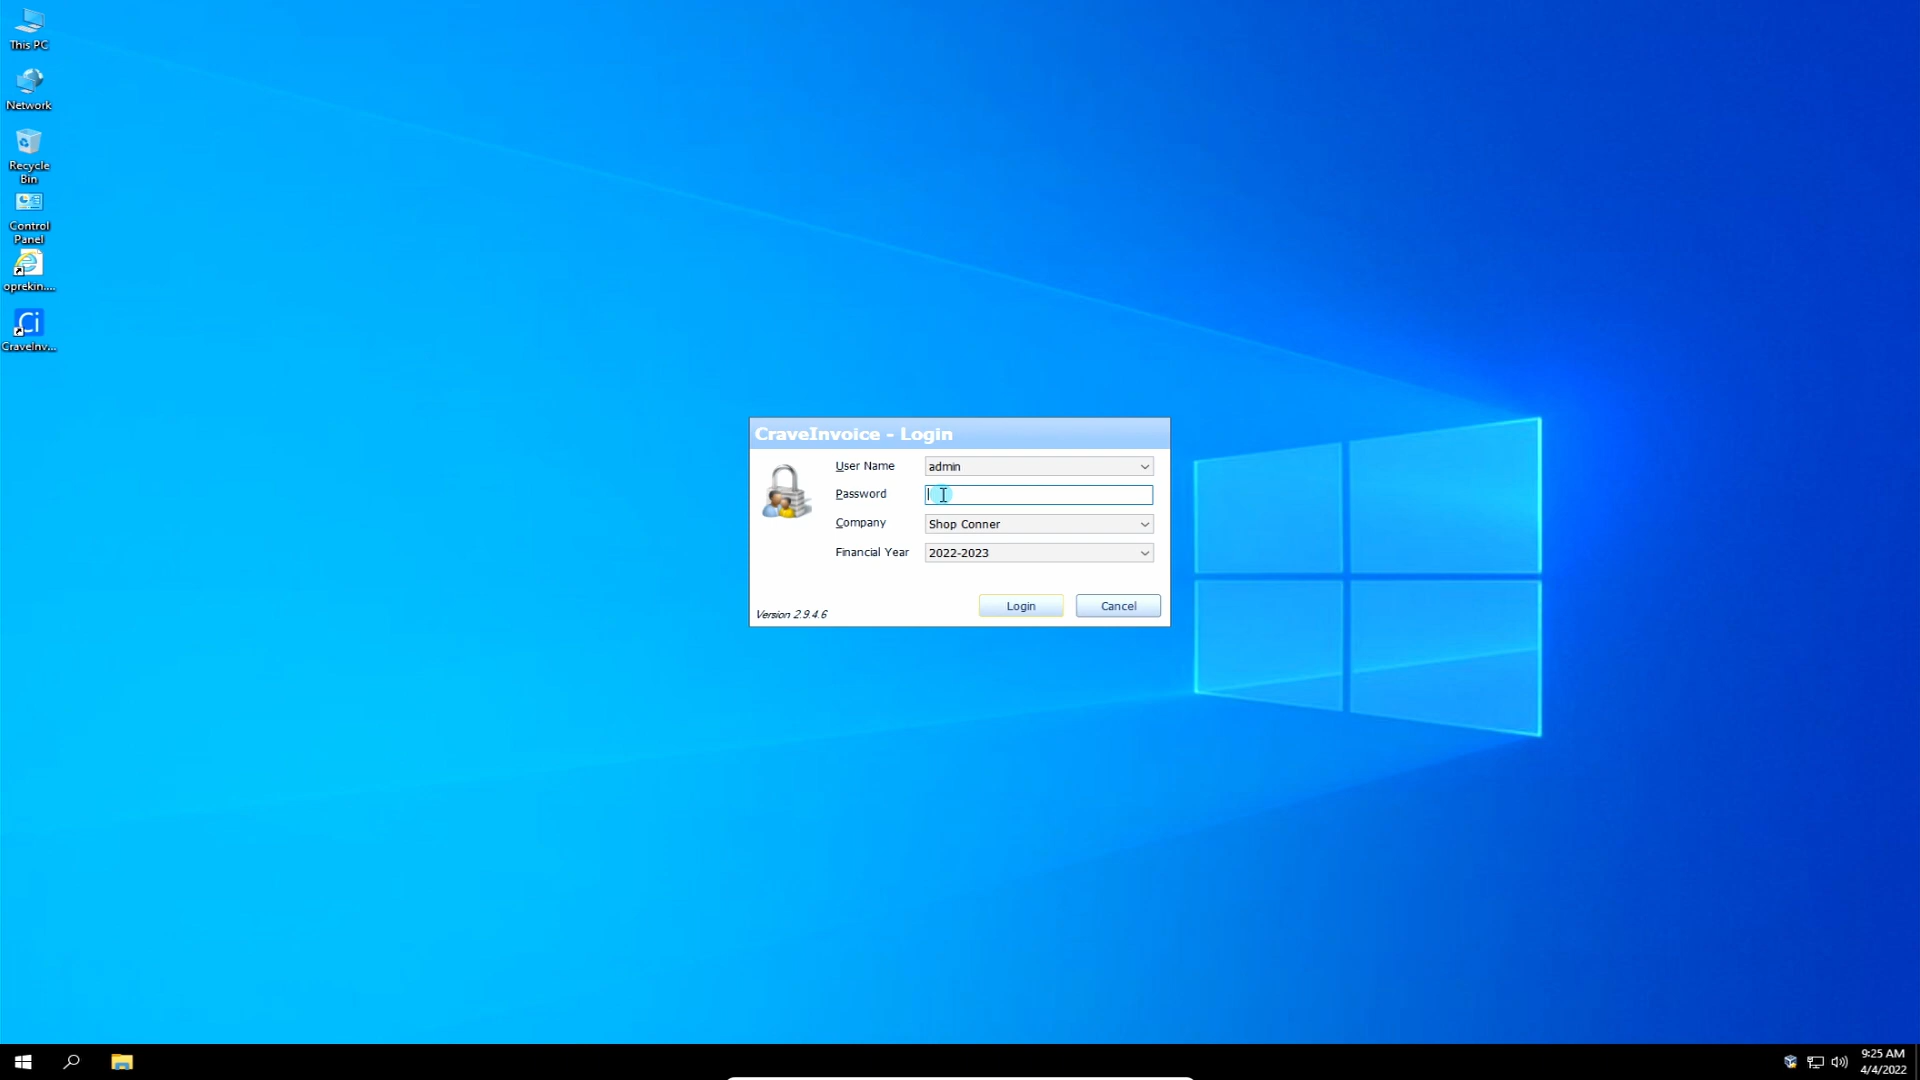 This PC
Network
Recycle
Bin
Control
Panel
oprekin....
Ci
CraveInv...
CraveInvoice - Login
User Name
admin
Password
Company
Shop Conner
Financial Year
2022-2023
Version 2.9.4.6
Login
Cancel
9:25 AM
4/4/2022